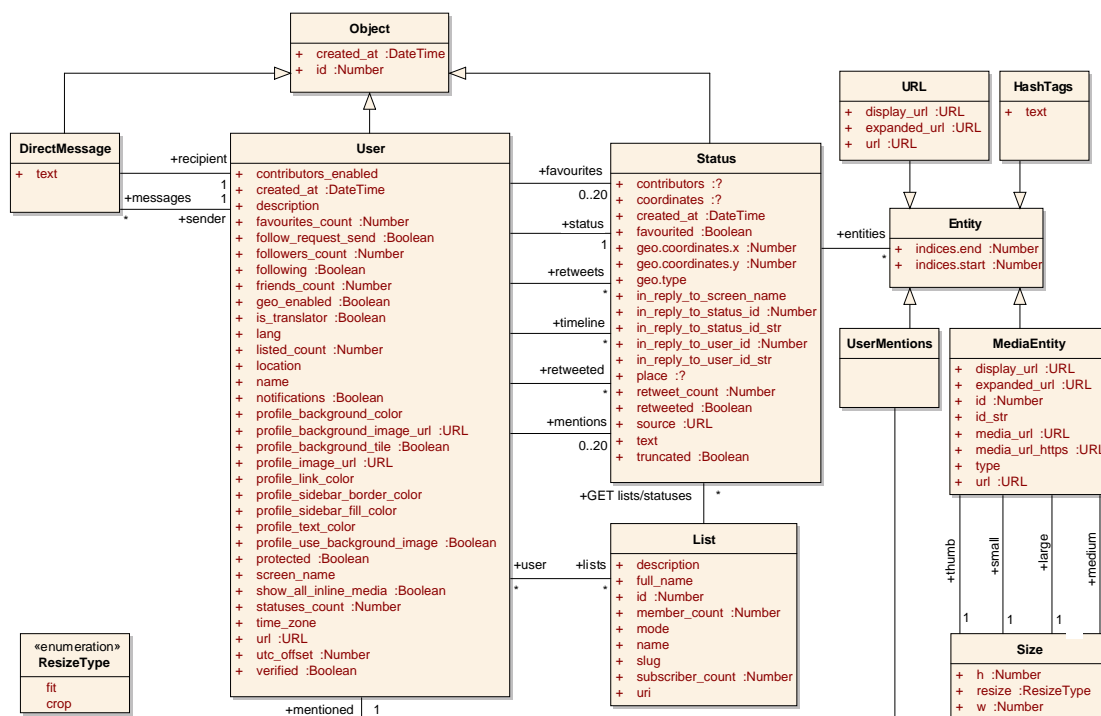 Object
+ created_at :DateTime
+ id :Number
DirectMessage
+ text
User
+ contributors_enabled
+ created_at :DateTime
+ description
+ favourites_count :Number
+ follow_request_send :Boolean
+ followers_count :Number
+ following :Boolean
+ friends_count :Number
+ geo_enabled :Boolean
+ is_translator :Boolean
+ lang
+ listed_count :Number
+ location
+ name
+ notifications :Boolean
+ profile_background_color
+ profile_background_image_url :URL
+ profile_background_tile :Boolean
+ profile_image_url :URL
+ profile_link_color
+ profile_sidebar_border_color
+ profile_sidebar_fill_color
+ profile_text_color
+ profile_use_background_image :Boolean
+ protected :Boolean
+ screen_name
+ show_all_inline_media :Boolean
+ statuses_count :Number
+ time_zone
+ url :URL
+ utc_offset :Number
+ verified :Boolean
+recipient
1
+messages
1
*
+sender
+favourites
0..20
+status
1
+retweets
*
+timeline
*
+retweeted
*
+mentions
0..20
Status
+ contributors :?
+ coordinates :?
+ created_at :DateTime
+ favourited :Boolean
+ geo.coordinates.x :Number
+ geo.coordinates.y :Number
+ geo.type
+ in_reply_to_screen_name
+ in_reply_to_status_id :Number
+ in_reply_to_status_id_str
+ in_reply_to_user_id :Number
+ in_reply_to_user_id_str
+ place :?
+ retweet_count :Number
+ retweeted :Boolean
+ source :URL
+ text
+ truncated :Boolean
+GET lists/statuses
*
List
+ description
+ full_name
+ id :Number
+ member_count :Number
+ mode
+ name
+ slug
+ subscriber_count :Number
+ uri
+user
*
+lists
*
URL
+ display_url :URL
+ expanded_url :URL
+ url :URL
HashTags
+ text
+entities
*
Entity
+ indices.end :Number
+ indices.start :Number
UserMentions
MediaEntity
+ display_url :URL
+ expanded_url :URL
+ id :Number
+ id_str
+ media_url :URL
+ media_url_https :URL
+ type
+ url :URL
+thumb
+small
+large
+medium
1
1
1
Size
+ h :Number
+ resize :ResizeType
+ w :Number
«enumeration»
ResizeType
fit
crop
+mentioned
1